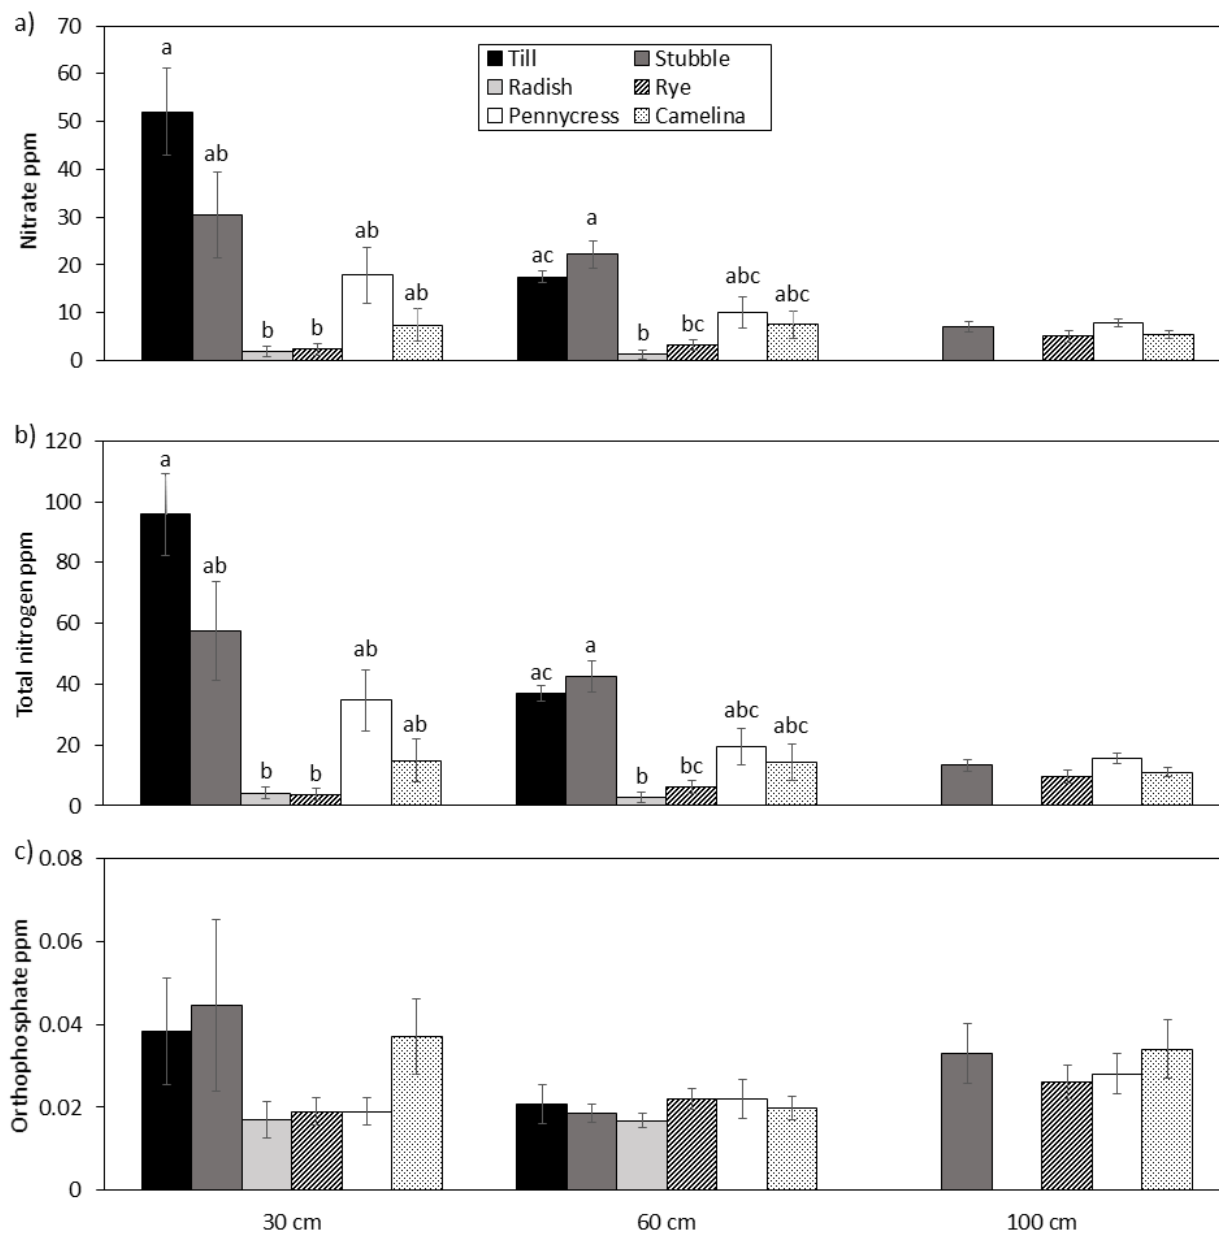 a)
Nitrate ppm
70
60
50
40
30
20
10
0
Till Stubble
Radish Rye
Pennycress Camelina
a
ab
b
b
ab
ab
ac
a
b
bc
abc
abc
b)
Total nitrogen ppm
120
100
80
60
40
20
0
a
ab
b
b
ab
ab
ac
a
b
bc
abc
abc
c)
Orthophosphate ppm
0.08
0.06
0.04
0.02
0
30 cm 60 cm 100 cm